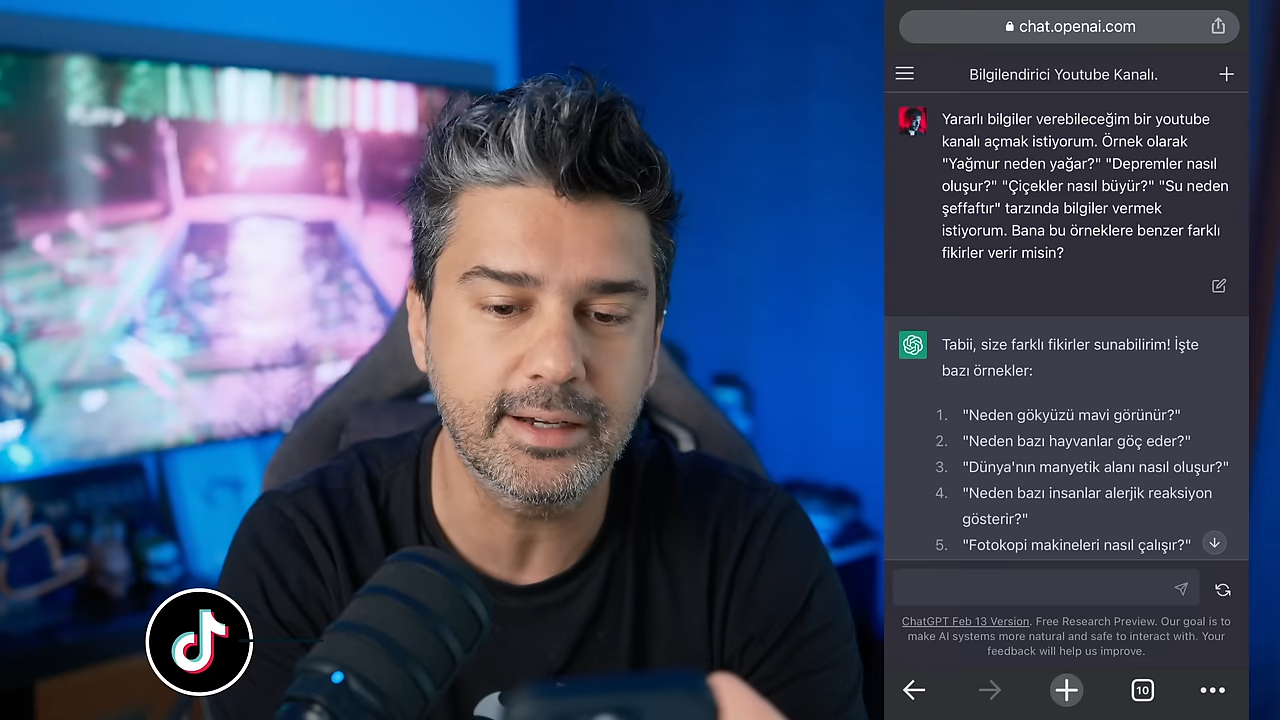 chat.openai.com
Bilgilendirici Youtube Kanalı.
Yararlı bilgiler verebileceğim bir youtube
kanalı açmak istiyorum. Örnek olarak
"Yağmur neden yağar?" "Depremler nasıl
oluşur?" "Çiçekler nasıl büyür?" "Su neden
şeffaftır" tarzında bilgiler vermek
istiyorum. Bana bu örneklere benzer farklı
fikirler verir misin?
Tabii, size farklı fikirler sunabilirim! İşte
bazı örnekler:
1. "Neden gökyüzü mavi görünür?"
2. "Neden bazı hayvanlar göç eder?"
3. "Dünya'nın manyetik alanı nasıl oluşur?"
4. "Neden bazı insanlar alerjik reaksiyon
gösterir?"
5. "Fotokopi makineleri nasıl çalışır?"
ChatGPT Feb 13 Version. Free Research Preview. Our goal is to
make AI systems more natural and safe to interact with. Your
feedback will help us improve.
10